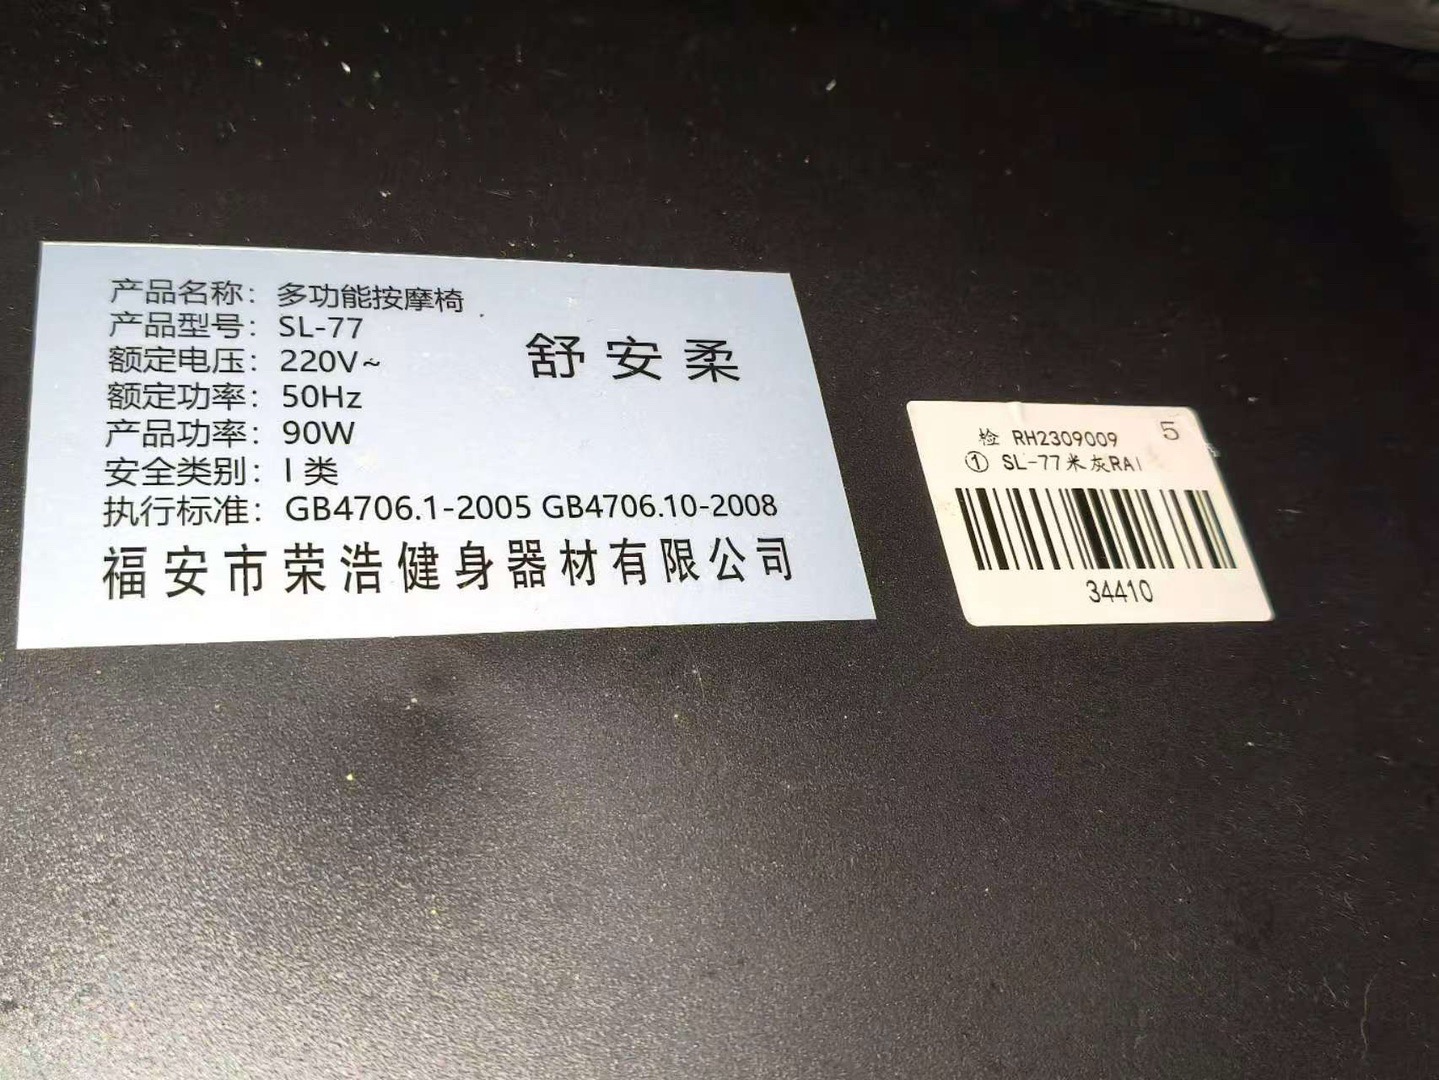 产品名称：多功能按摩椅
产品型号：SL-77
额定电压：220V~
额定功率：50Hz
产品功率：90W
安全类别：I 类
执行标准：GB4706.1-2005 GB4706.10-2008
福安市荣浩健身器材有限公司
舒安柔
检 RH2309009 5
① SL-77米灰RAI
34410